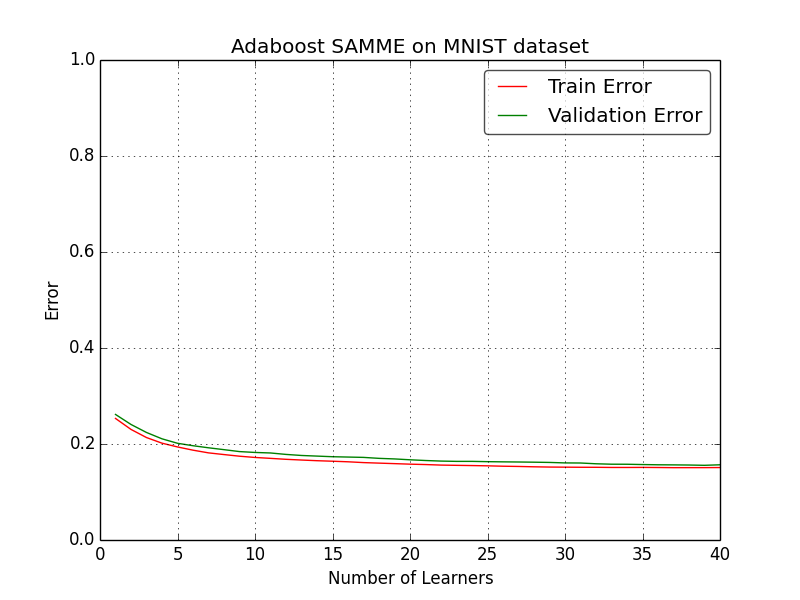 Adaboost SAMME on MNIST dataset
Train Error
Validation Error
1.0
0.8
0.6
0.4
0.2
0.0
Error
0 5 10 15 20 25 30 35 40
Number of Learners